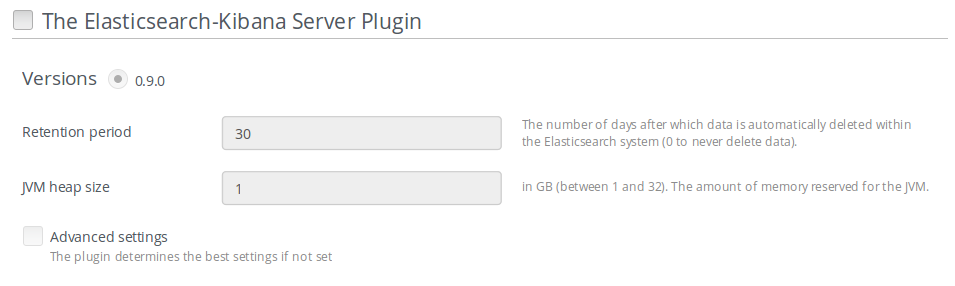 The Elasticsearch-Kibana Server Plugin
Versions 0.9.0
Retention period 30 The number of days after which data is automatically deleted within
the Elasticsearch system (0 to never delete data).
JVM heap size 1 in GB (between 1 and 32). The amount of memory reserved for the JVM.
Advanced settings
The plugin determines the best settings if not set